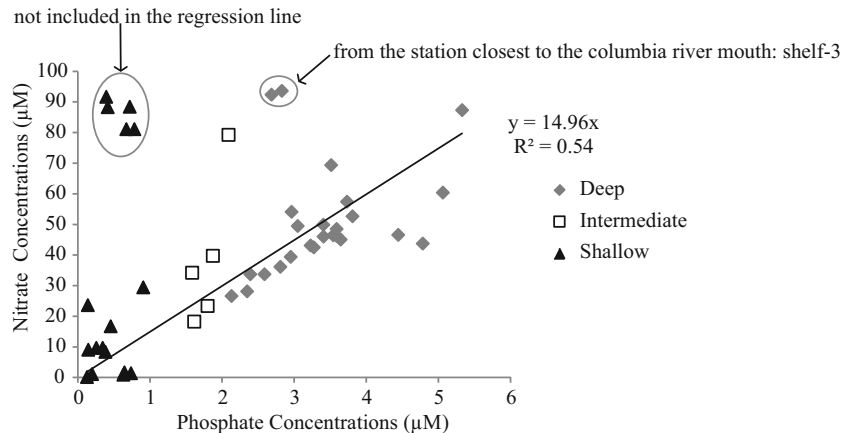 not included in the regression line
from the station closest to the columbia river mouth: shelf-3
Nitrate Concentrations (µM)
100
90
80
70
60
50
40
30
20
10
0
y = 14.96x
R² = 0.54
Deep
Intermediate
Shallow
0 1 2 3 4 5 6
Phosphate Concentrations (µM)